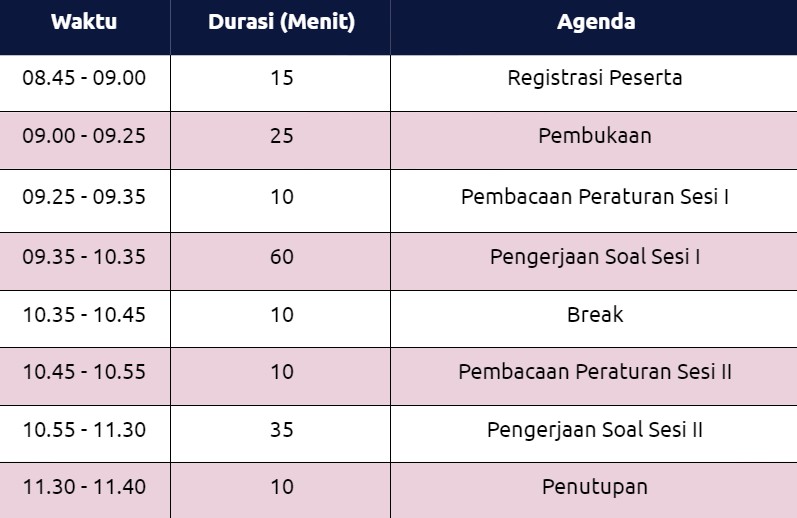 Waktu Durasi (Menit) Agenda
08.45 - 09.00 15 Registrasi Peserta
09.00 - 09.25 25 Pembukaan
09.25 - 09.35 10 Pembacaan Peraturan Sesi I
09.35 - 10.35 60 Pengerjaan Soal Sesi I
10.35 - 10.45 10 Break
10.45 - 10.55 10 Pembacaan Peraturan Sesi II
10.55 - 11.30 35 Pengerjaan Soal Sesi II
11.30 - 11.40 10 Penutupan